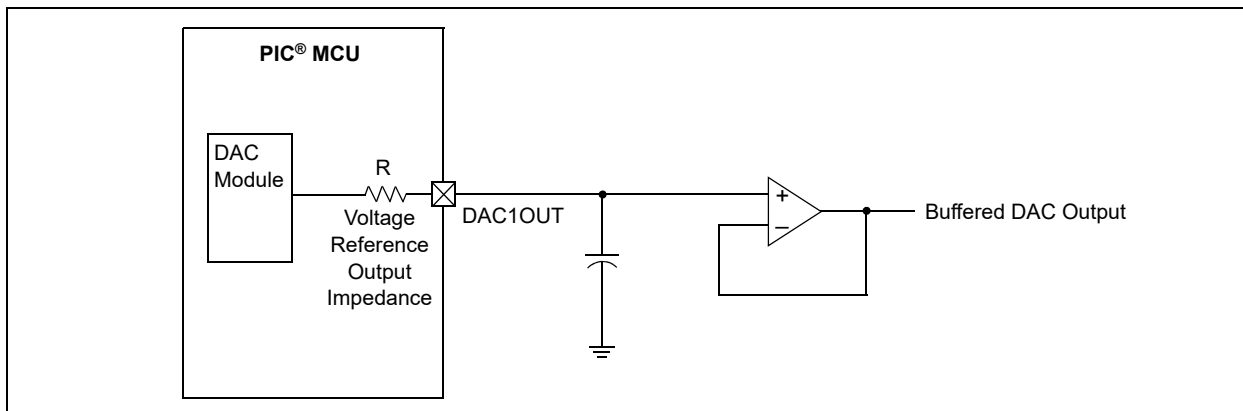 PIC® MCU
DAC
Module
R
Voltage
Reference
Output
Impedance
DAC1OUT
+
–
Buffered DAC Output